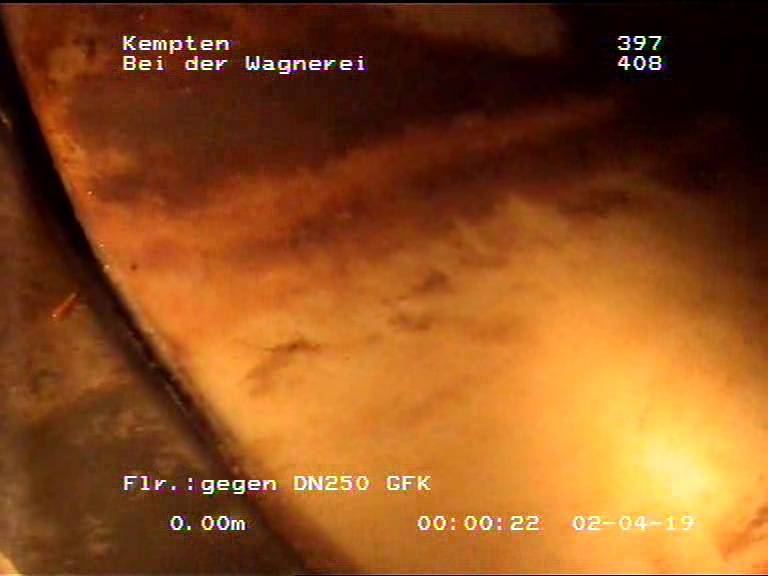 Kempten 397
Bei der Wagnerei 408
Flr.:gegen DN250 GFK
0.00m 00:00:22 02-04-19